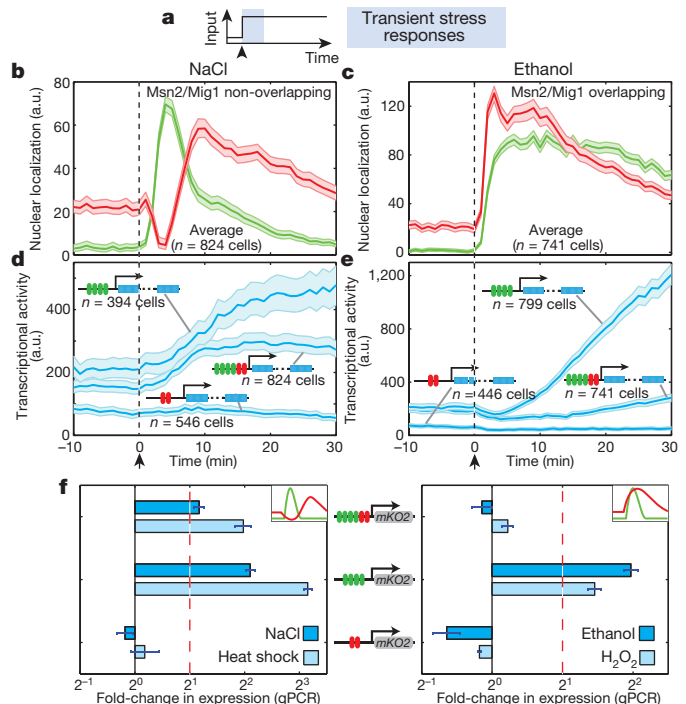 a
Input
Time
Transient stress
responses
b
NaCl
Msn2/Mig1 non-overlapping
Nuclear localization (a.u.)
80
60
40
20
0
Average
(n = 824 cells)
c
Ethanol
Msn2/Mig1 overlapping
Nuclear localization (a.u.)
120
80
40
0
Average
(n = 741 cells)
d
Transcriptional activity
(a.u.)
400
200
0
n = 394 cells
n = 824 cells
n = 546 cells
-10
0
10
20
30
Time (min)
e
Transcriptional activity
(a.u.)
1,200
800
400
0
n = 799 cells
n = 446 cells
n = 741 cells
-10
0
10
20
30
Time (min)
f
NaCl
Heat shock
2-1
20
21
22
23
Fold-change in expression (qPCR)
mKO2
mKO2
mKO2
Ethanol
H2O2
2-1
20
21
22
Fold-change in expression (qPCR)